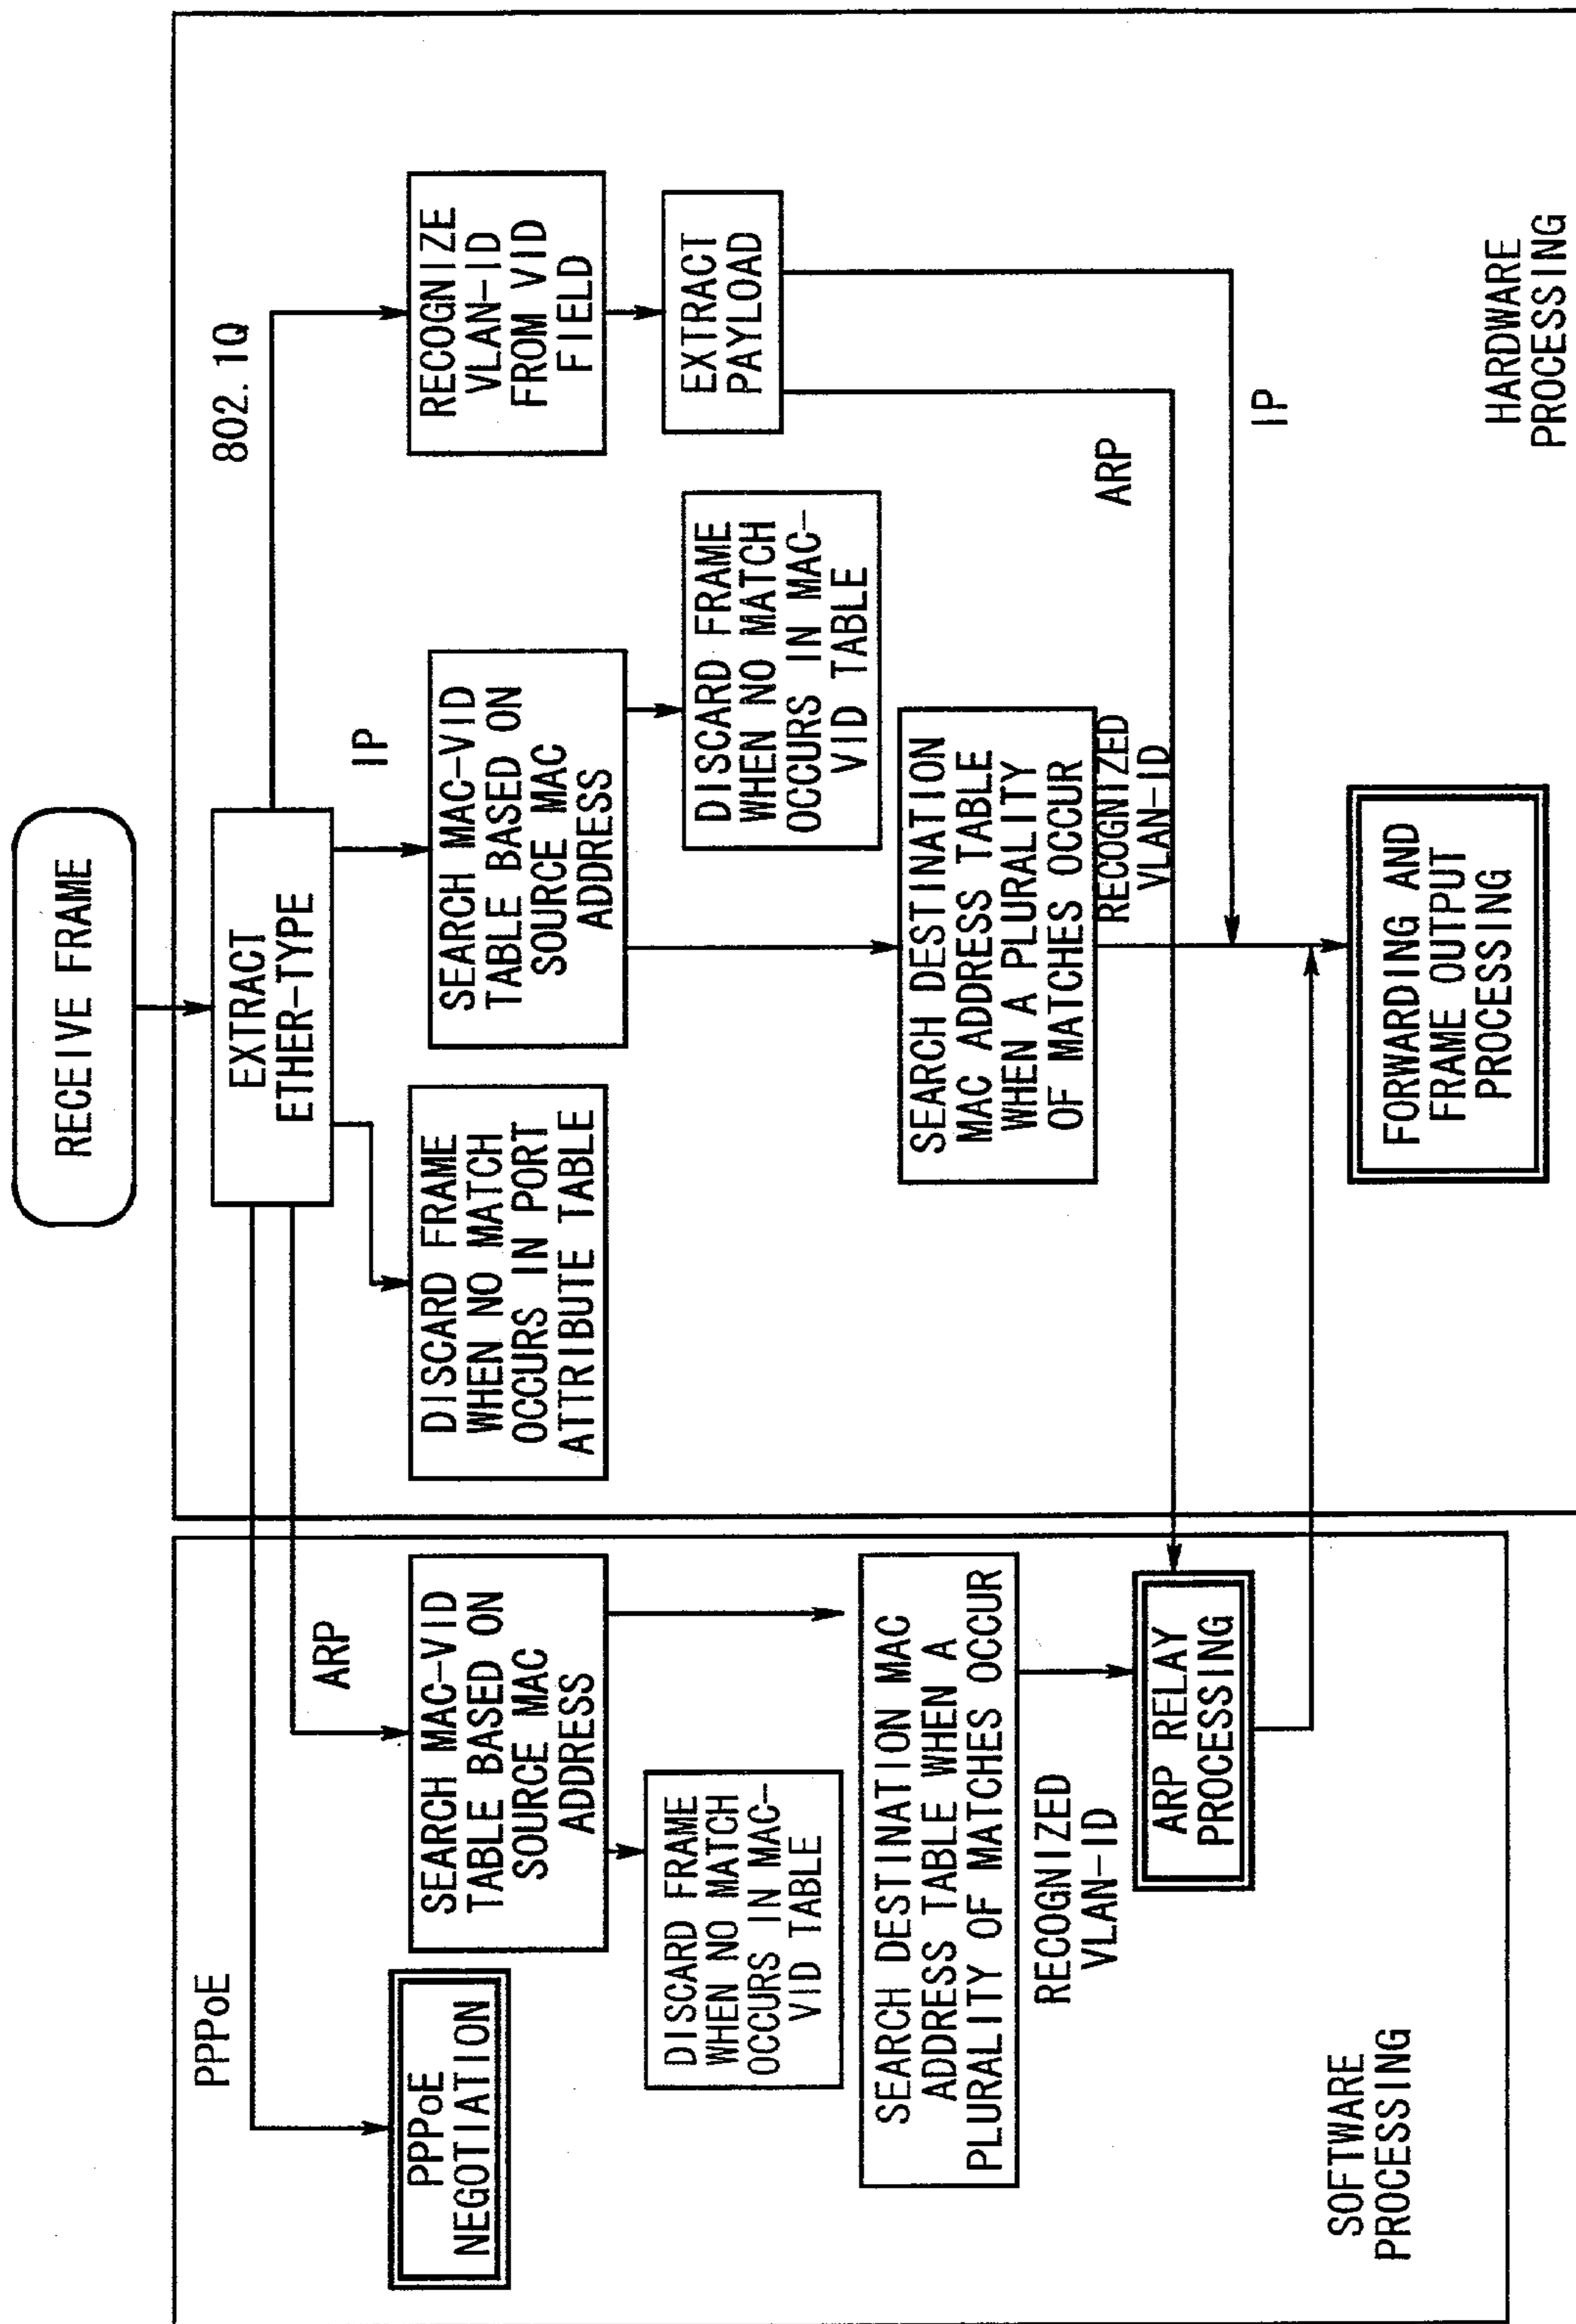 RECEIVE FRAME
EXTRACT
ETHER-TYPE
PPPoE
ARP
IP
802.1Q
PPPoE
NEGOTIATION
SEARCH MAC-VID
TABLE BASED ON
SOURCE MAC
ADDRESS
DISCARD FRAME
WHEN NO MATCH
OCCURS IN PORT
ATTRIBUTE TABLE
SEARCH MAC-VID
TABLE BASED ON
SOURCE MAC
ADDRESS
RECOGNIZE
VLAN-ID
FROM VID
FIELD
DISCARD FRAME
WHEN NO MATCH
OCCURS IN MAC-
VID TABLE
DISCARD FRAME
WHEN NO MATCH
OCCURS IN MAC-
VID TABLE
EXTRACT
PAYLOAD
SEARCH DESTINATION MAC
ADDRESS TABLE WHEN A
PLURALITY OF MATCHES OCCUR
SEARCH DESTINATION
MAC ADDRESS TABLE
WHEN A PLURALITY
OF MATCHES OCCUR
RECOGNIZED
VLAN-ID
RECOGNIZED
VLAN-ID
ARP
IP
ARP RELAY
PROCESSING
FORWARDING AND
FRAME OUTPUT
PROCESSING
SOFTWARE
PROCESSING
HARDWARE
PROCESSING